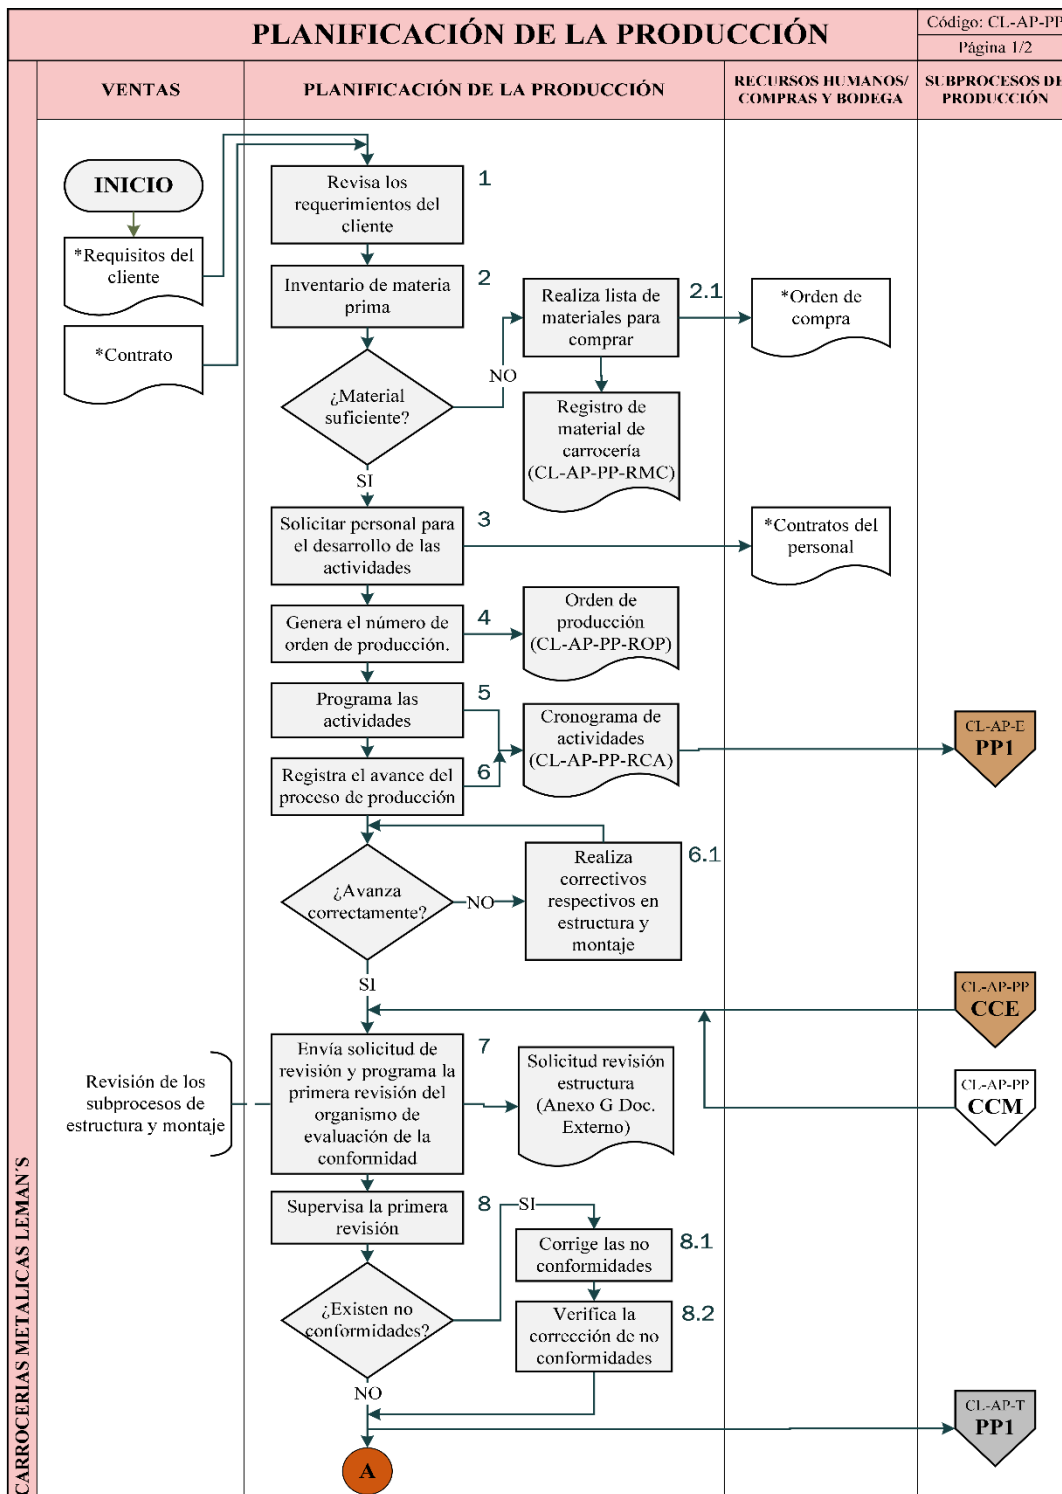 PLANIFICACIÓN DE LA PRODUCCIÓN
Código: CL-AP-PP
Página 1/2
VENTAS
PLANIFICACIÓN DE LA PRODUCCIÓN
RECURSOS HUMANOS/
COMPRAS Y BODEGA
SUBPROCESOS DE
PRODUCCIÓN
INICIO
*Requisitos del
cliente
*Contrato
Revisa los
requerimientos del
cliente
1
Inventario de materia
prima
2
Realiza lista de
materiales para
comprar
2.1
*Orden de
compra
¿Material
suficiente?
NO
SI
Registro de
material de
carrocería
(CL-AP-PP-RMC)
Solicitar personal para
el desarrollo de las
actividades
3
*Contratos del
personal
Genera el número de
orden de producción.
4
Orden de
producción
(CL-AP-PP-ROP)
Programa las
actividades
5
Cronograma de
actividades
(CL-AP-PP-RCA)
CL-AP-E
PP1
Registra el avance del
proceso de producción
6
¿Avanza
correctamente?
NO
SI
Realiza
correctivos
respectivos en
estructura y
montaje
6.1
CL-AP-PP
CCE
CL-AP-PP
CCM
Revisión de los
subprocesos de
estructura y montaje
Envía solicitud de
revisión y programa la
primera revisión del
organismo de
evaluación de la
conformidad
7
Solicitud revisión
estructura
(Anexo G Doc.
Externo)
Supervisa la primera
revisión
8
SI
Corrige las no
conformidades
8.1
¿Existen no
conformidades?
NO
Verifica la
corrección de no
conformidades
8.2
CL-AP-T
PP1
A
CARROCERIAS METALICAS LEMAN´S